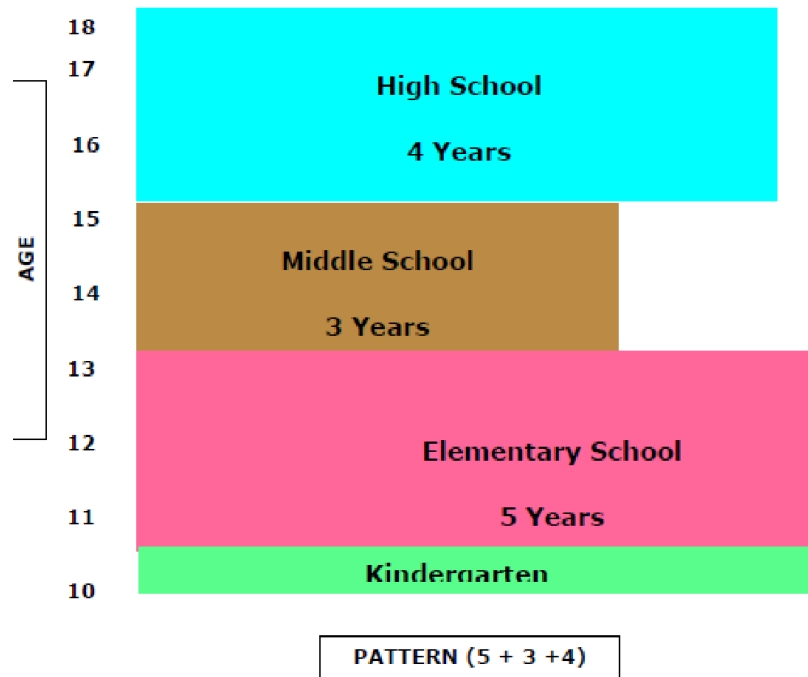 18
17
High School
16
4 Years
15
AGE
Middle School
14
3 Years
13
12
Elementary School
11
5 Years
Kindergarten
10
PATTERN (5 + 3 +4)